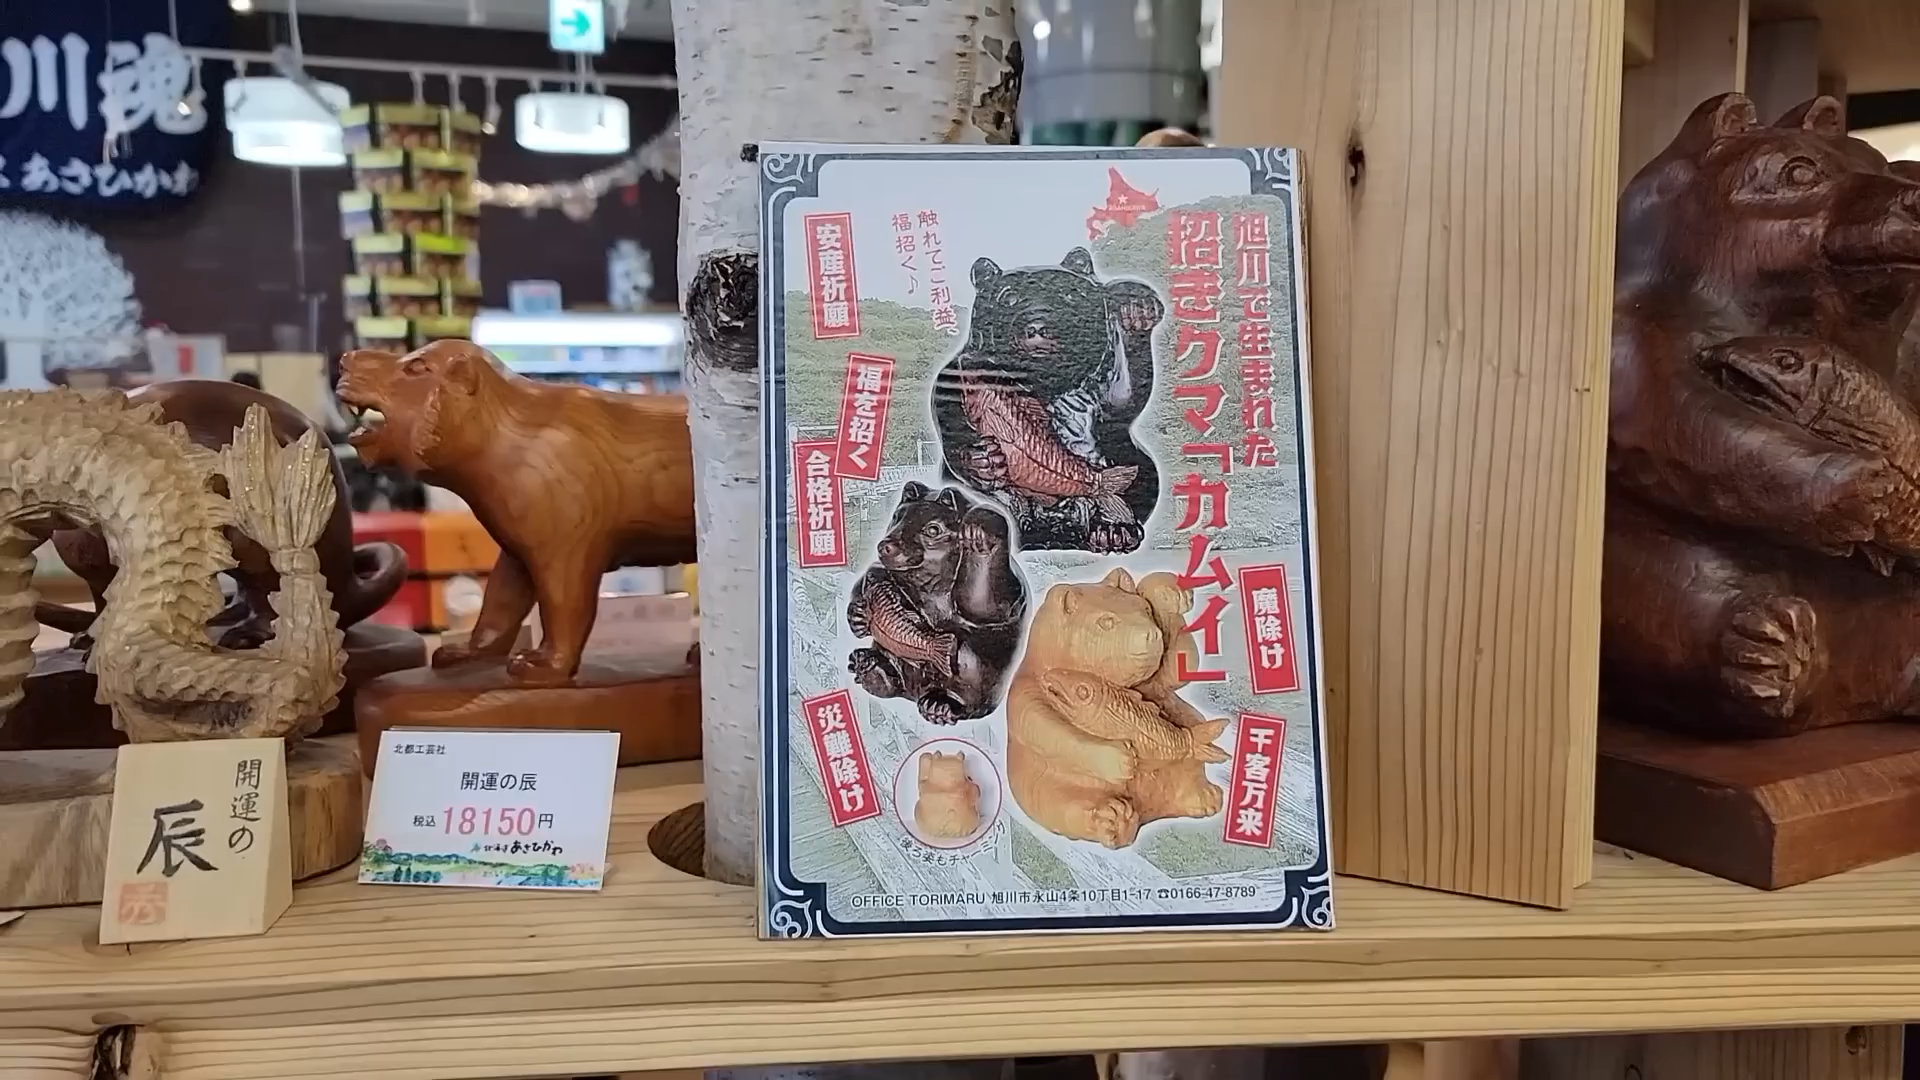 川魂
あさひかわ
旭川で生まれた
招きクマ「カムイ」
触れてご利益、
福招く♪
安産祈願
福を招く
合格祈願
災難除け
魔除け
千客万来
後ろ姿もチャーミング
OFFICE TORIMARU 旭川市永山4条10丁目1-17 ☎0166-47-8789
開運の
辰
北都工芸社
開運の辰
税込 18150円
北海道 あさひかわ